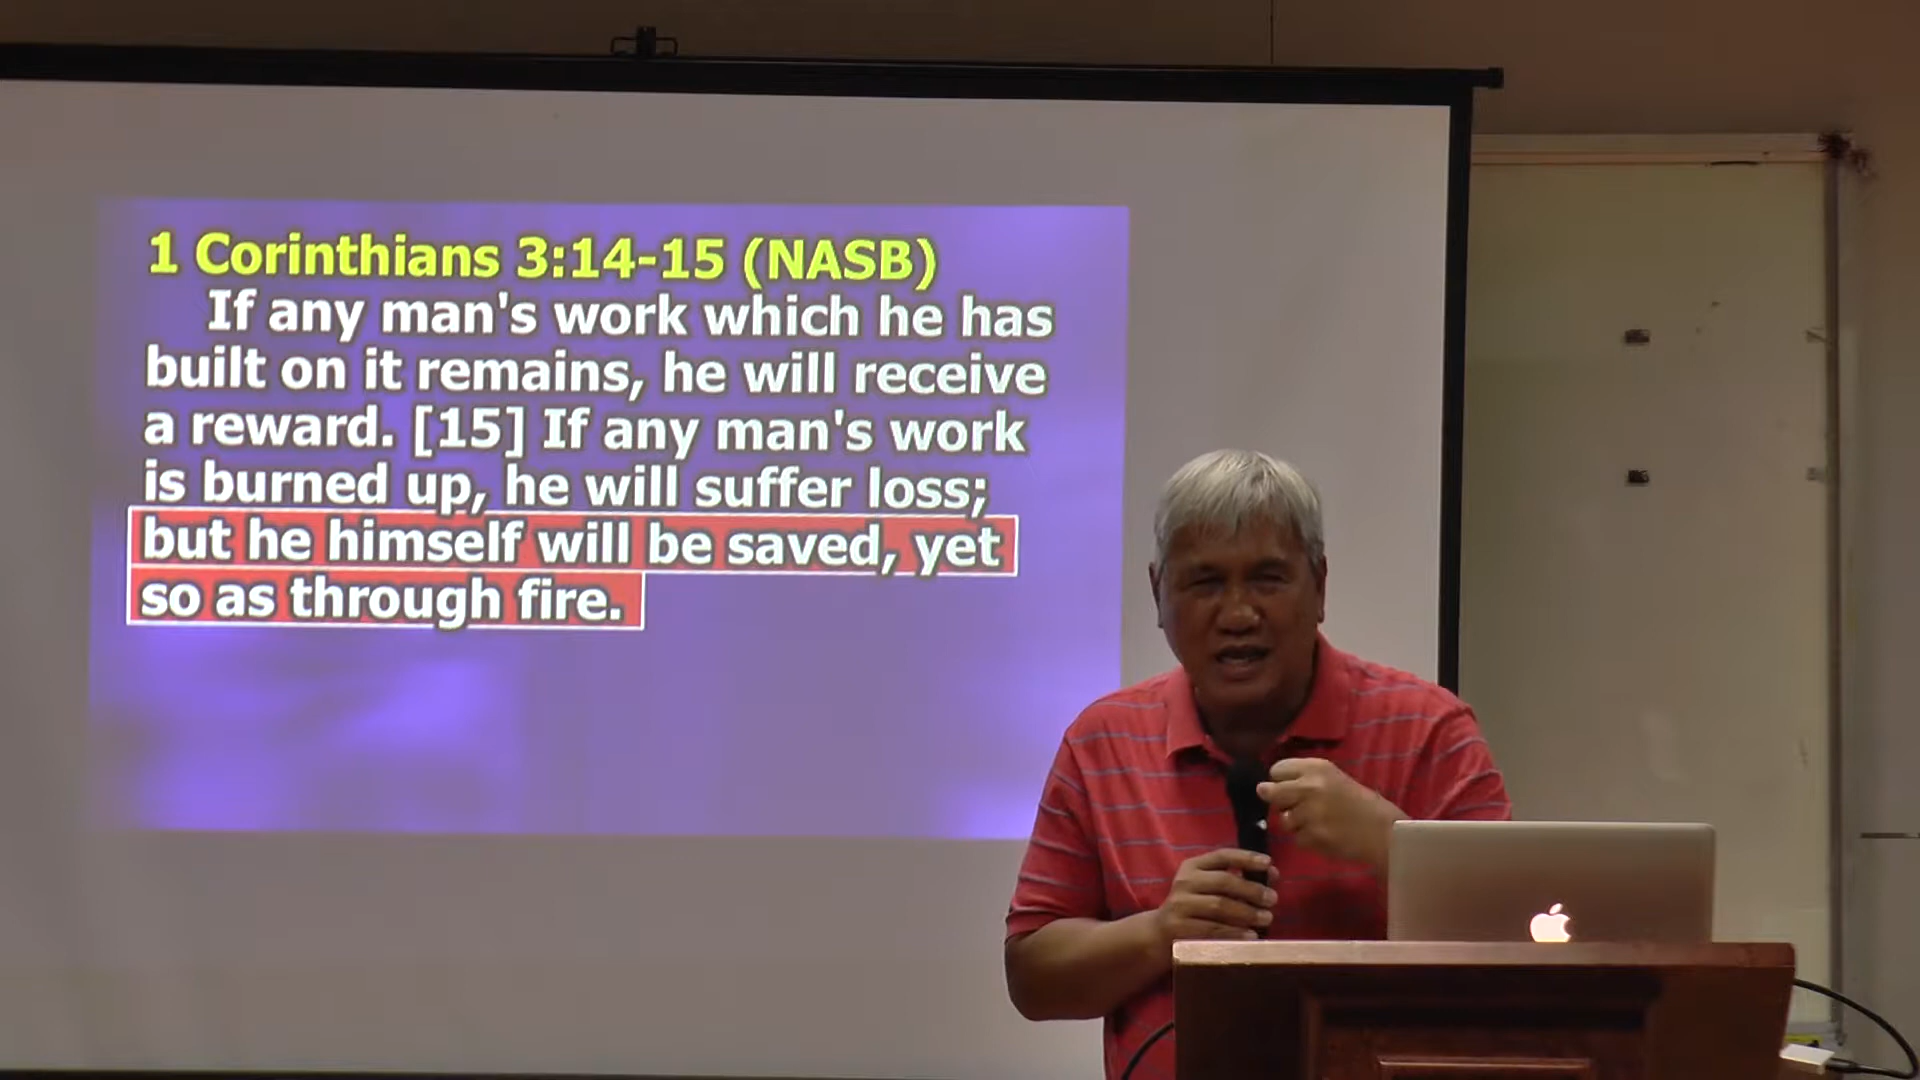 1 Corinthians 3:14-15 (NASB)
If any man's work which he has
built on it remains, he will receive
a reward. [15] If any man's work
is burned up, he will suffer loss;
but he himself will be saved, yet
so as through fire.